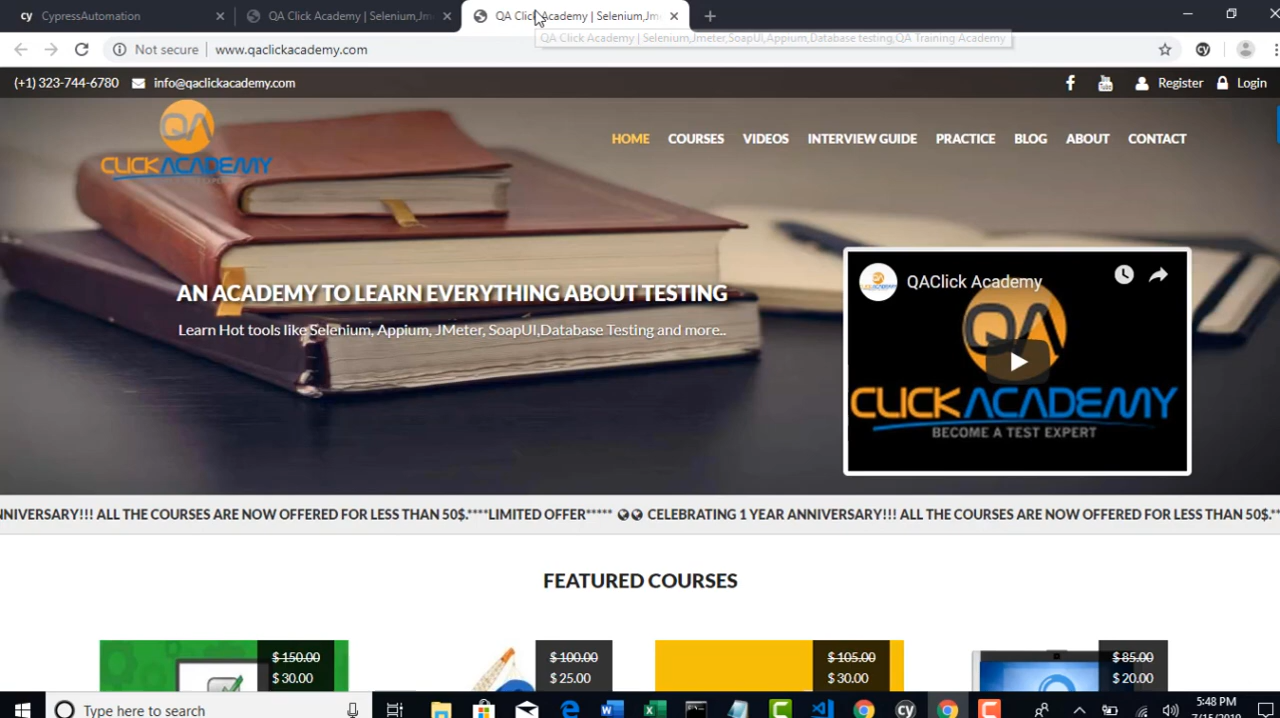 CypressAutomation
QA Click Academy | Selenium,Jm
QA Click Academy | Selenium,Jm
QA Click Academy | Selenium,Jmeter,SoapUI,Appium,Database testing,QA Training Academy
Not secure | www.qaclickacademy.com
(+1) 323-744-6780 info@qaclickacademy.com Register Login
QA
CLICKACADEMY
HOME COURSES VIDEOS INTERVIEW GUIDE PRACTICE BLOG ABOUT CONTACT
AN ACADEMY TO LEARN EVERYTHING ABOUT TESTING
Learn Hot tools like Selenium, Appium, JMeter, SoapUI,Database Testing and more..
QAClick Academy
QA
CLICKACADEMY
BECOME A TEST EXPERT
NNIVERSARY!!! ALL THE COURSES ARE NOW OFFERED FOR LESS THAN 50$.****LIMITED OFFER***** CELEBRATING 1 YEAR ANNIVERSARY!!! ALL THE COURSES ARE NOW OFFERED FOR LESS THAN 50$.**
FEATURED COURSES
$ 150.00
$ 30.00
$ 100.00
$ 25.00
$ 105.00
$ 30.00
$ 85.00
$ 20.00
Type here to search
5:48 PM